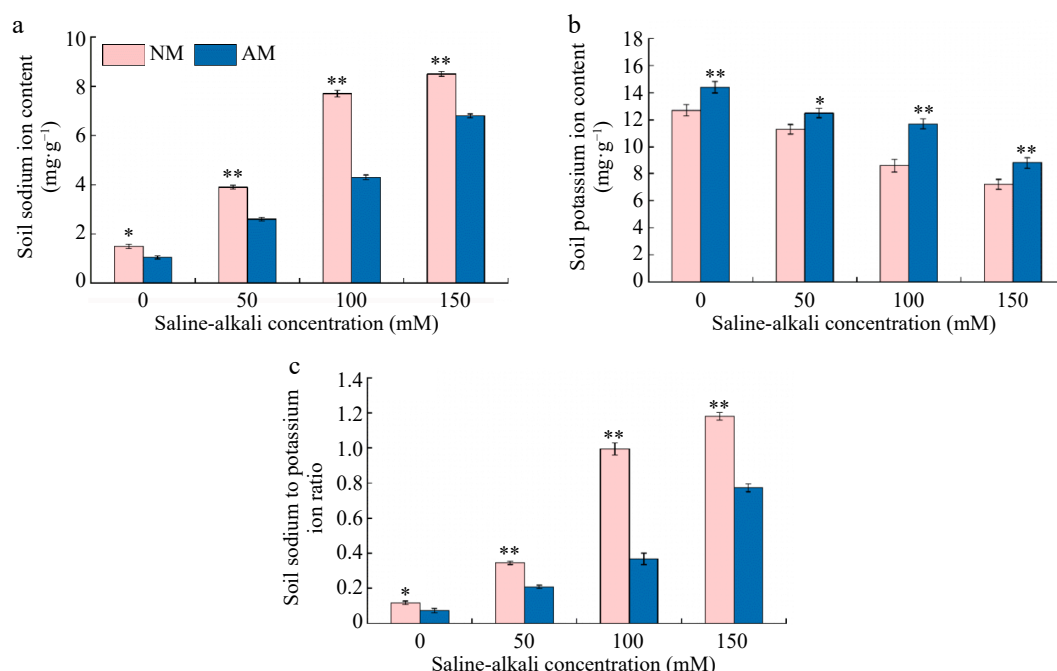 a
NM
AM
Soil sodium ion content
(mg·g⁻¹)
10
8
6
4
2
0
*
**
**
**
0 50 100 150
Saline-alkali concentration (mM)
b
Soil potassium ion content
(mg·g⁻¹)
18
16
14
12
10
8
6
4
2
0
**
*
**
**
0 50 100 150
Saline-alkali concentration (mM)
c
Soil sodium to potassium
ion ratio
1.4
1.2
1.0
0.8
0.6
0.4
0.2
0
*
**
**
**
0 50 100 150
Saline-alkali concentration (mM)